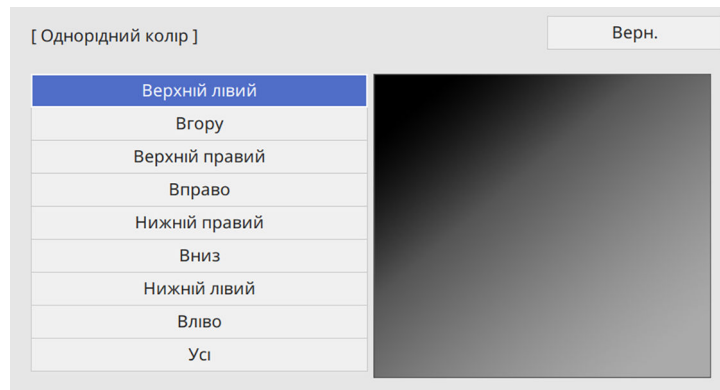 [ Однорідний колір ]
Верн.
Верхній лівий
Вгору
Верхній правий
Вправо
Нижній правий
Вниз
Нижній лівий
Вліво
Усі